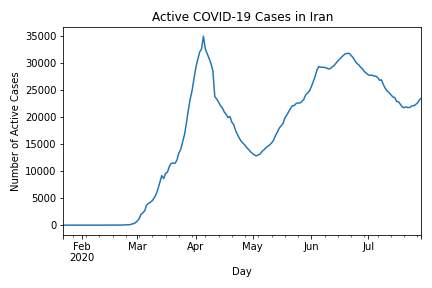 Active COVID-19 Cases in Iran
Number of Active Cases
35000
30000
25000
20000
15000
10000
5000
0
Feb Mar Apr May Jun Jul
2020
Day